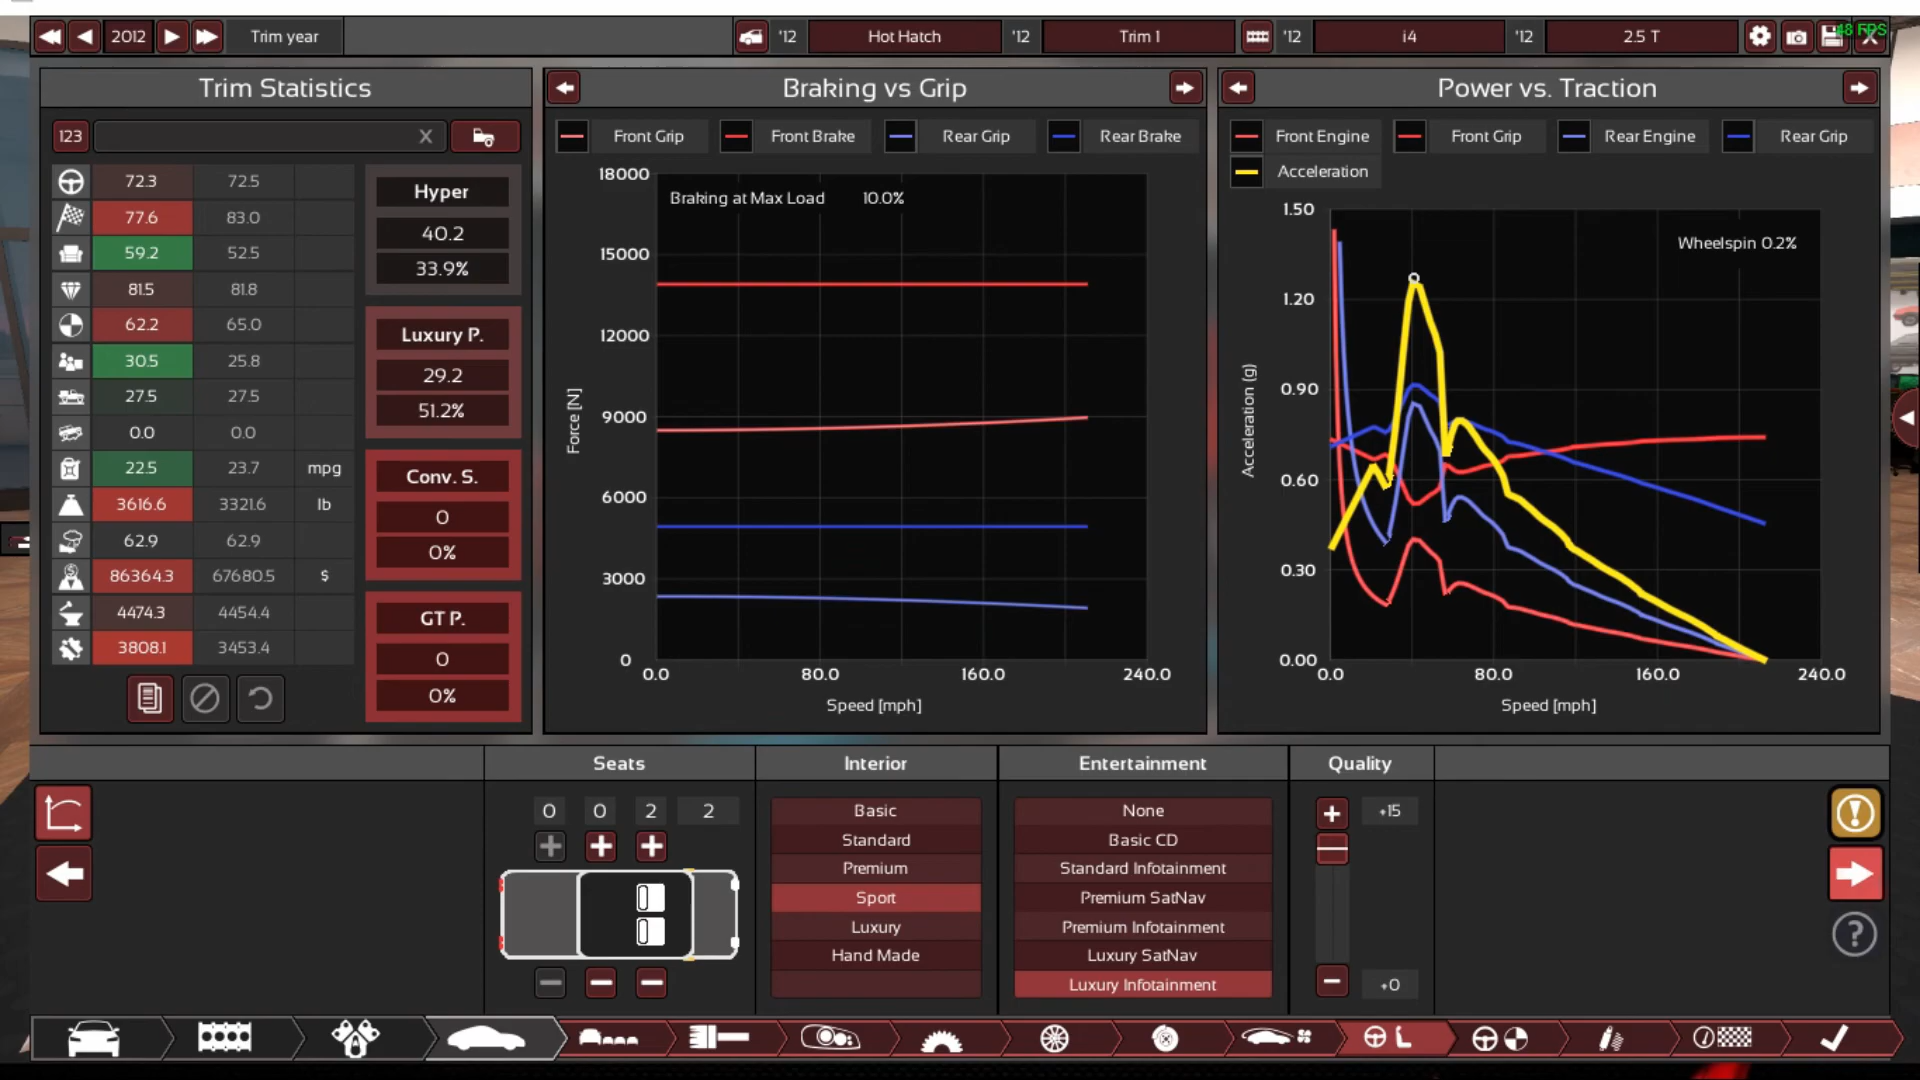 2012 Trim year '12 Hot Hatch '12 Trim 1 '12 i4 '12 2.5 T
48 FPS
Trim Statistics
123 X
72.3 72.5
77.6 83.0
59.2 52.5
81.5 81.8
62.2 65.0
30.5 25.8
27.5 27.5
0.0 0.0
22.5 23.7 mpg
3616.6 3321.6 lb
62.9 62.9
86364.3 67680.5 $
4474.3 4454.4
3808.1 3453.4
Hyper
40.2
33.9%
Luxury P.
29.2
51.2%
Conv. S.
0
0%
GT P.
0
0%
Braking vs Grip
Front Grip Front Brake Rear Grip Rear Brake
Braking at Max Load 10.0%
18000
15000
12000
9000
6000
3000
0
Force [N]
0.0 80.0 160.0 240.0
Speed [mph]
Power vs. Traction
Front Engine Front Grip Rear Engine Rear Grip
Acceleration
Wheelspin 0.2%
1.50
1.20
0.90
0.60
0.30
0.00
Acceleration (g)
0.0 80.0 160.0 240.0
Speed [mph]
Seats
0 0 2 2
Interior
Basic
Standard
Premium
Sport
Luxury
Hand Made
Entertainment
None
Basic CD
Standard Infotainment
Premium SatNav
Premium Infotainment
Luxury SatNav
Luxury Infotainment
Quality
+15
+0
?